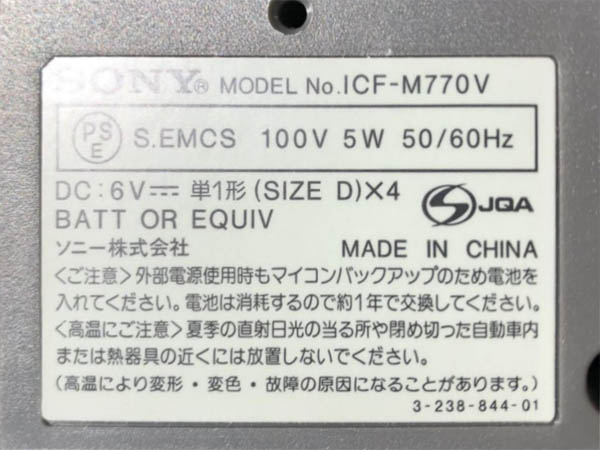 SONY® MODEL No.ICF-M770V
PS E S.EMCS 100V 5W 50/60Hz
DC:6V⎓ 単1形(SIZE D)×4
BATT OR EQUIV
JQA
ソニー株式会社 MADE IN CHINA
<ご注意>外部電源使用時もマイコンバックアップのため電池を
入れてください。電池は消耗するので約1年で交換してください。
<高温にご注意>夏季の直射日光の当る所や閉め切った自動車内
または熱器具の近くには放置しないでください。
(高温により変形・変色・故障の原因になることがあります。)
3-238-844-01